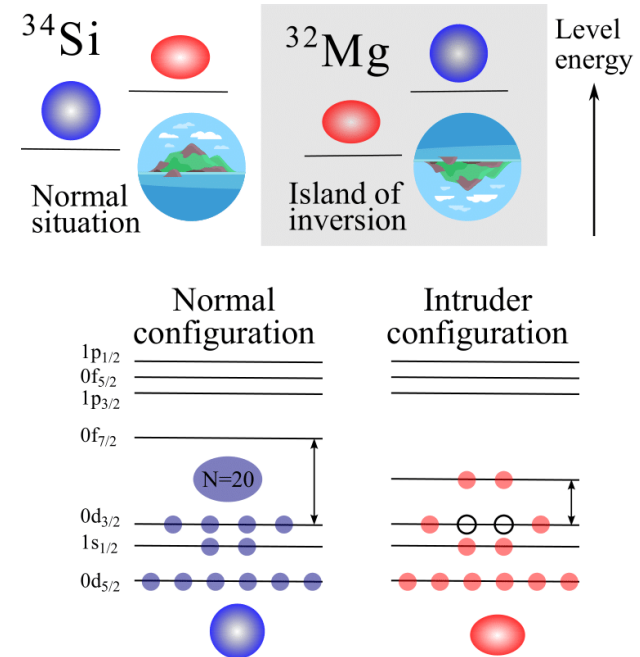 ³⁴Si
Normal
situation
³²Mg
Island of
inversion
Level
energy
Normal
configuration
Intruder
configuration
1p₁/₂
0f₅/₂
1p₃/₂
0f₇/₂
N=20
0d₃/₂
1s₁/₂
0d₅/₂